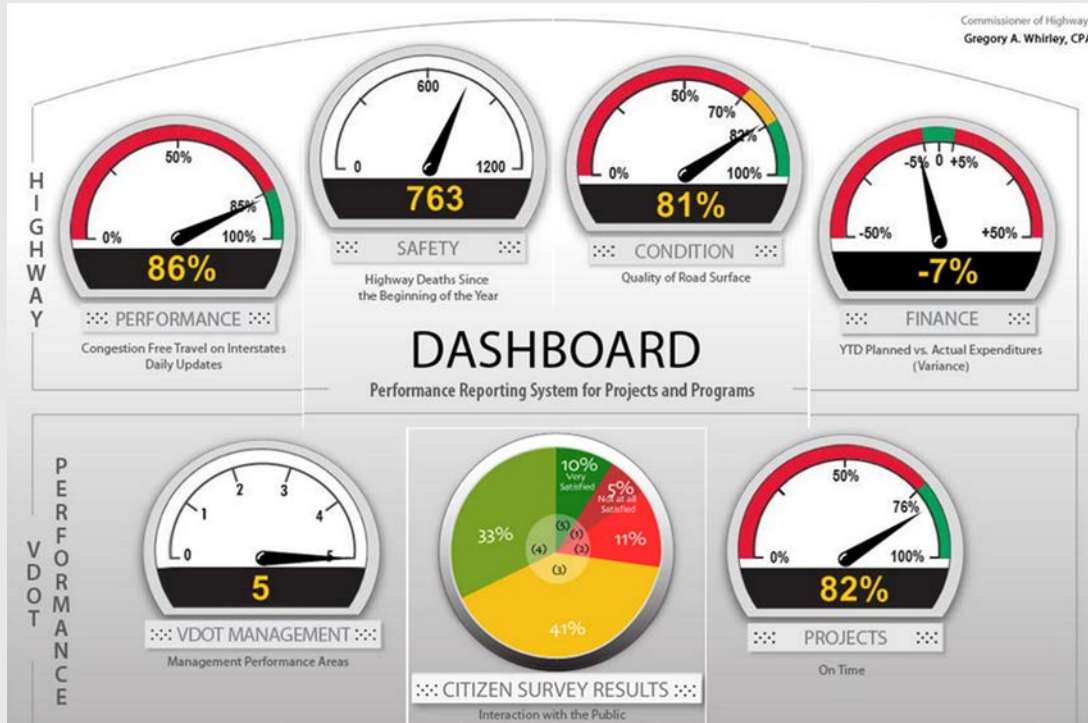 Commissioner of Highway
Gregory A. Whirley, CPA
HIGHWAY
0%
50%
85%
100%
86%
PERFORMANCE
Congestion Free Travel on Interstates
Daily Updates
0
600
1200
763
SAFETY
Highway Deaths Since
the Beginning of the Year
0%
50%
70%
82%
100%
81%
CONDITION
Quality of Road Surface
-50%
-5%
0
+5%
+50%
-7%
FINANCE
YTD Planned vs. Actual Expenditures
(Variance)
DASHBOARD
Performance Reporting System for Projects and Programs
VDOT
PERFORMANCE
0
1
2
3
4
5
5
VDOT MANAGEMENT
Management Performance Areas
10%
Very
Satisfied
5%
Not at all
Satisfied
33%
11%
41%
(5)
(1)
(4)
(2)
(3)
CITIZEN SURVEY RESULTS
Interaction with the Public
0%
50%
76%
100%
82%
PROJECTS
On Time